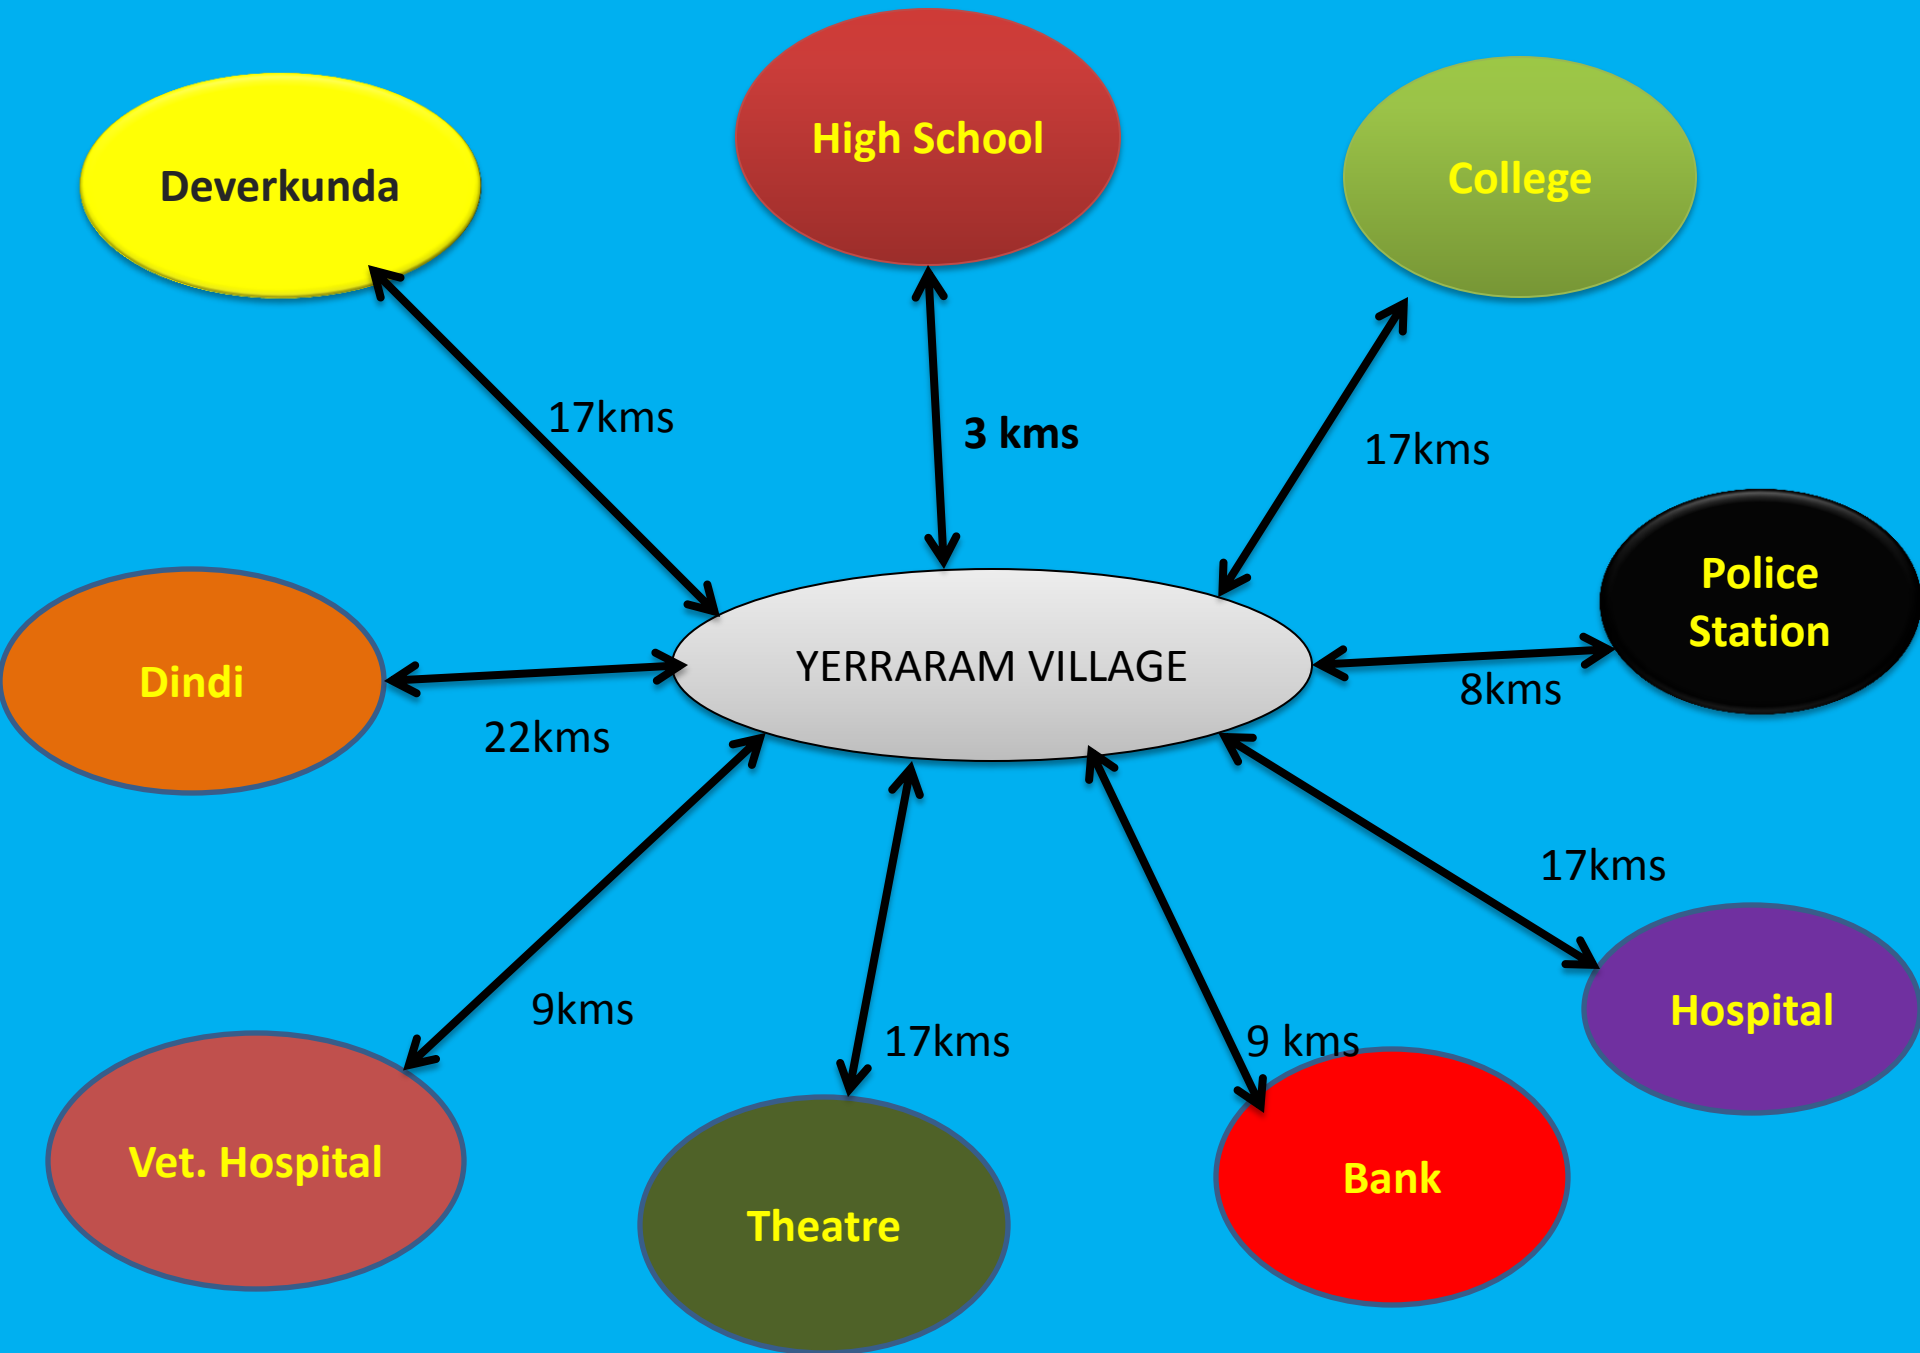 High School
College
Deverkunda
17kms
3 kms
17kms
Police
Station
YERRARAM VILLAGE
Dindi
8kms
22kms
17kms
9kms
17kms
9 kms
Hospital
Vet. Hospital
Bank
Theatre